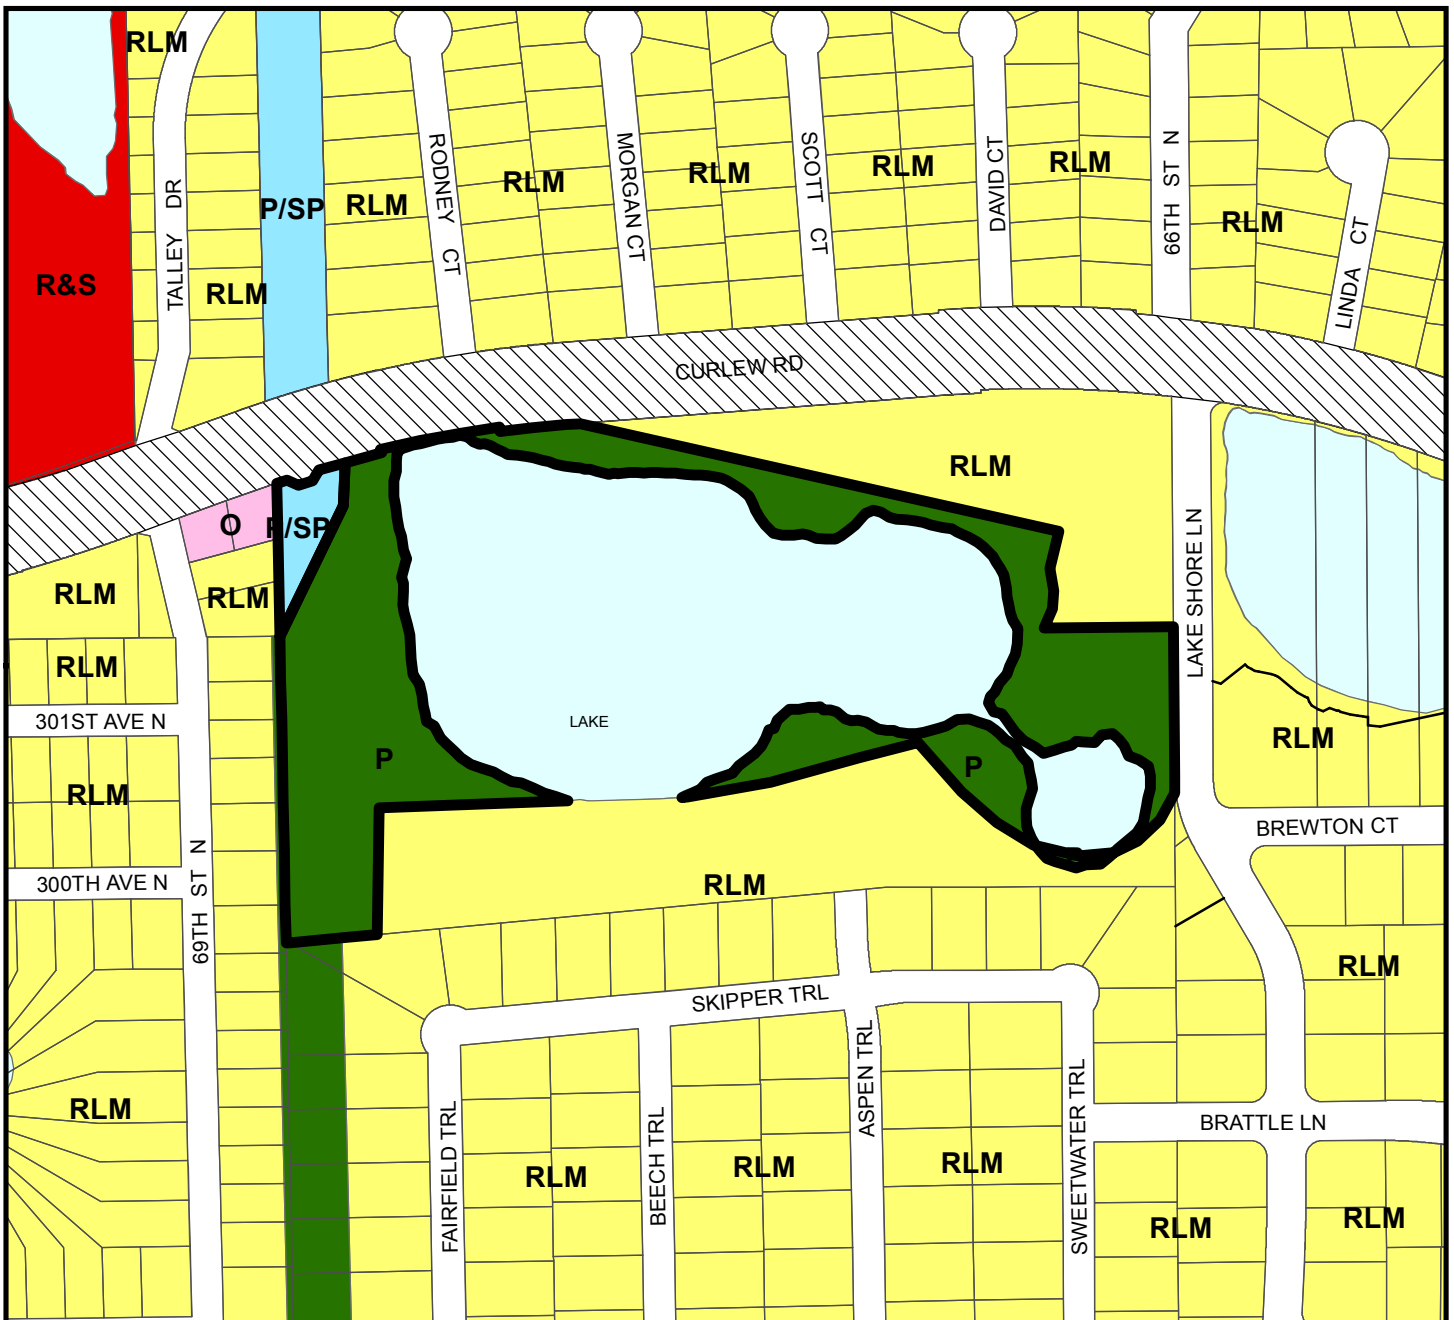 RLM
RODNEY CT
MORGAN CT
SCOTT CT
DAVID CT
66TH ST N
TALLEY DR
RLM
RLM
RLM
RLM
P/SP
RLM
RLM
LINDA CT
R&S
RLM
CURLEW RD
RLM
O
P/SP
RLM
RLM
LAKE SHORE LN
RLM
301ST AVE N
LAKE
RLM
P
P
RLM
BREWTON CT
300TH AVE N
RLM
69TH ST N
RLM
SKIPPER TRL
RLM
FAIRFIELD TRL
BEECH TRL
ASPEN TRL
SWEETWATER TRL
BRATTLE LN
RLM
RLM
RLM
RLM
RLM